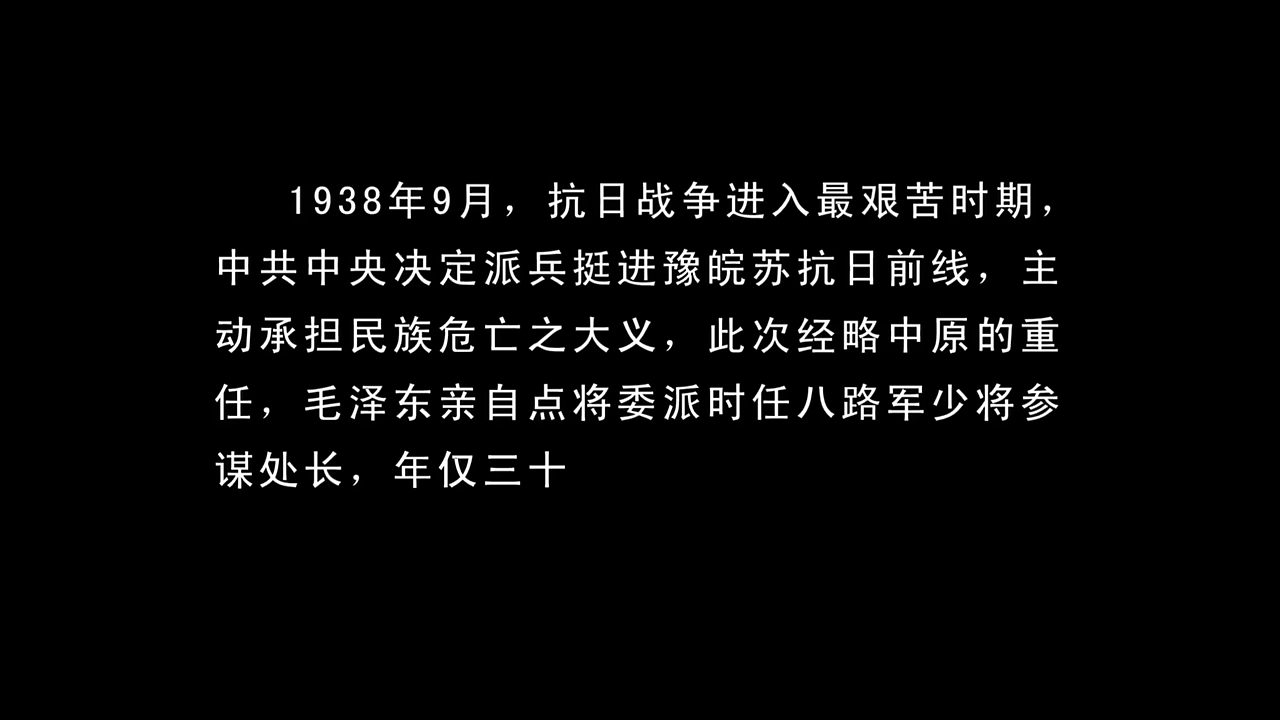 1938年9月，抗日战争进入最艰苦时期，
中共中央决定派兵挺进豫皖苏抗日前线，主
动承担民族危亡之大义，此次经略中原的重
任，毛泽东亲自点将委派时任八路军少将参
谋处长，年仅三十